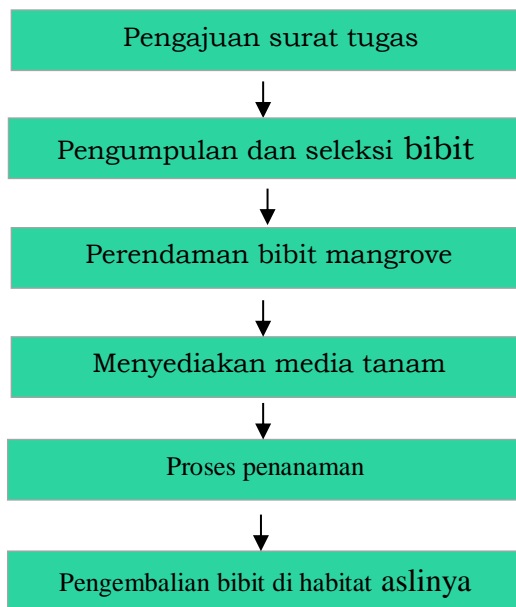 Pengajuan surat tugas
Pengumpulan dan seleksi bibit
Perendaman bibit mangrove
Menyediakan media tanam
Proses penanaman
Pengembalian bibit di habitat aslinya